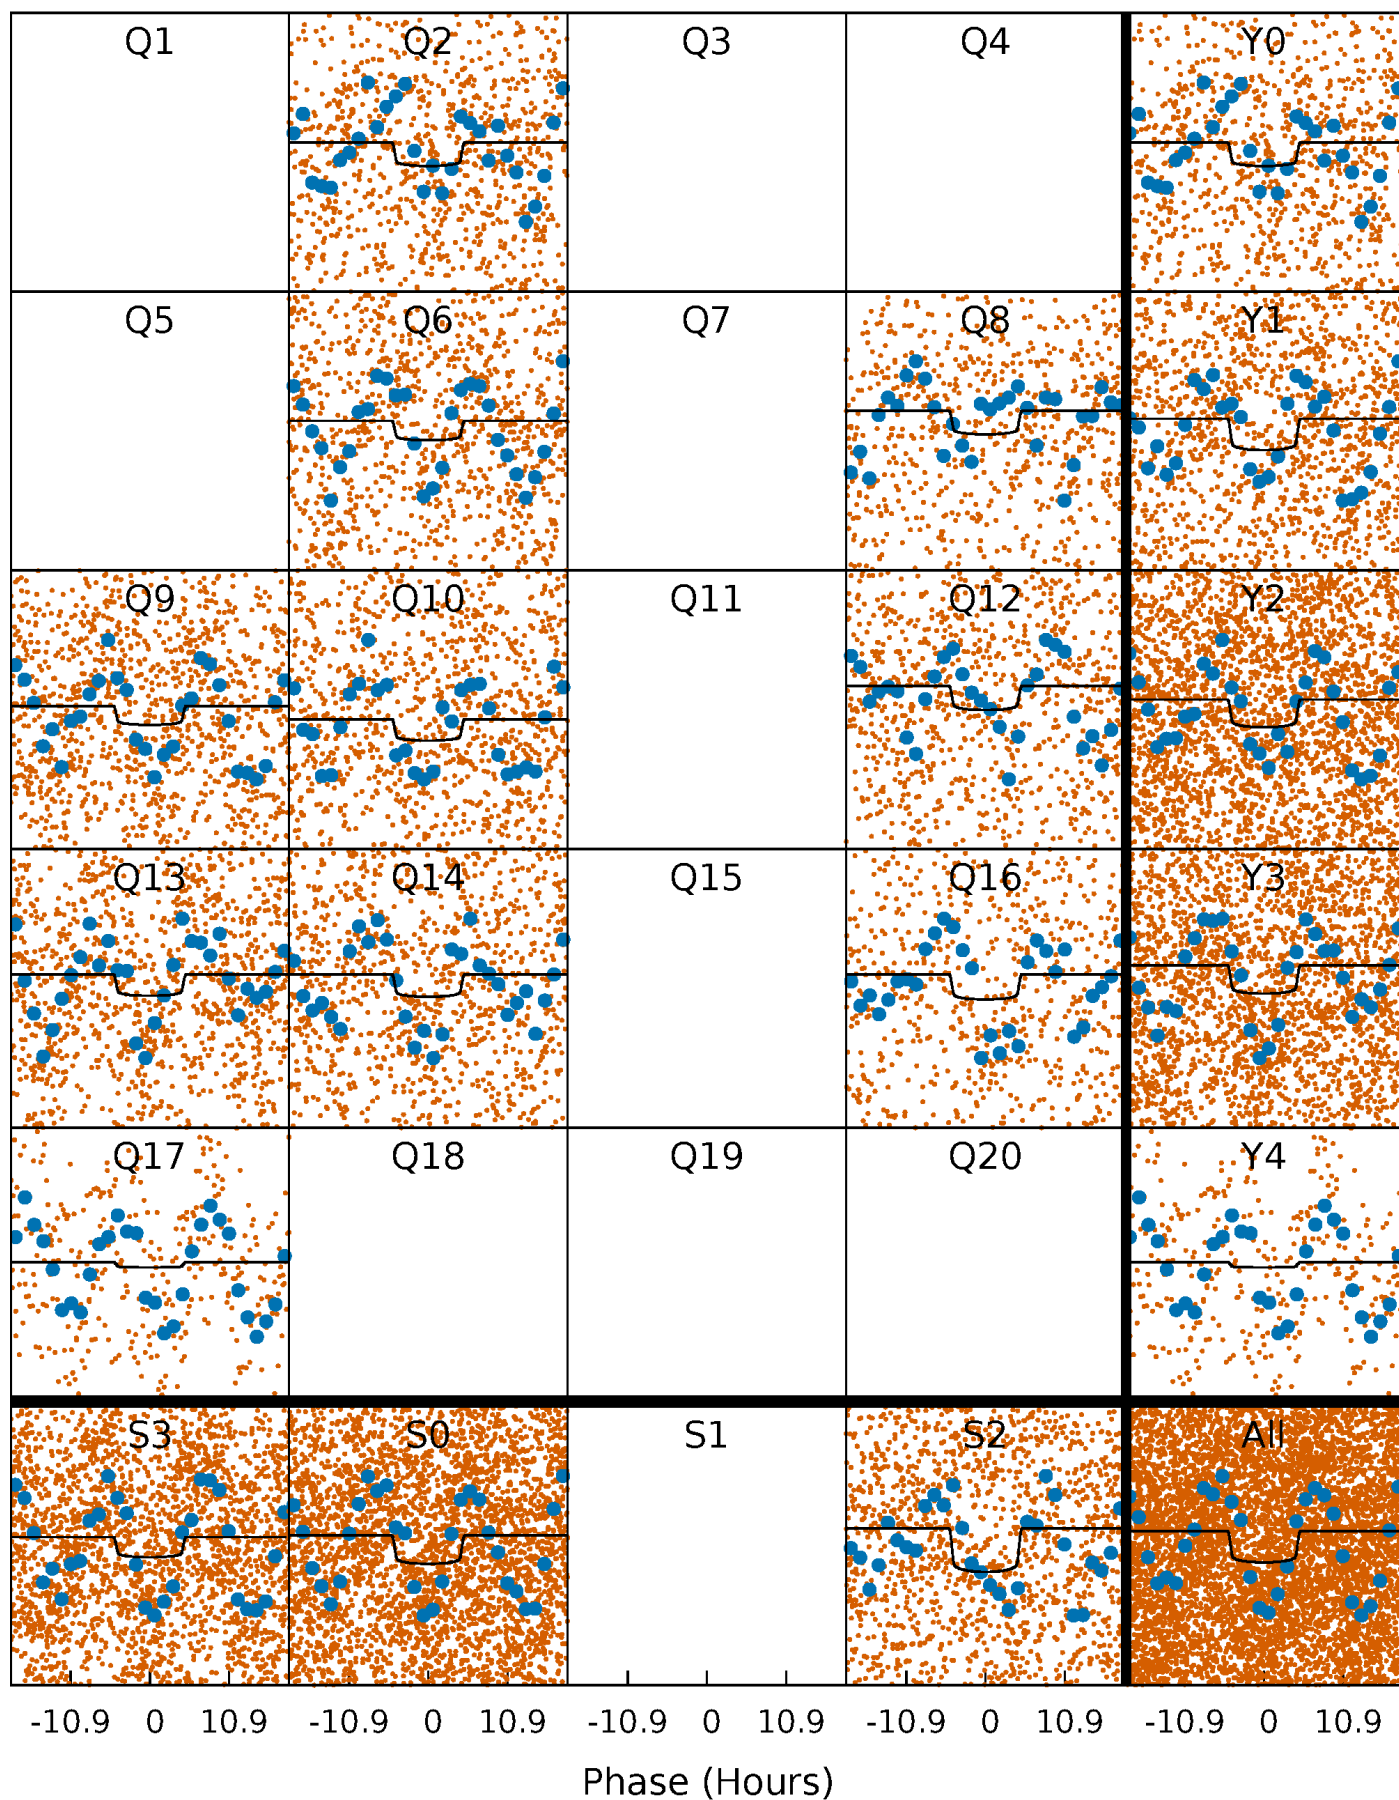 Q1 Q2 Q3 Q4 Y0
Q5 Q6 Q7 Q8 Y1
Q9 Q10 Q11 Q12 Y2
Q13 Q14 Q15 Q16 Y3
Q17 Q18 Q19 Q20 Y4
S3 S0 S1 S2 All
-10.9 0 10.9 -10.9 0 10.9 -10.9 0 10.9 -10.9 0 10.9 -10.9 0 10.9
Phase (Hours)